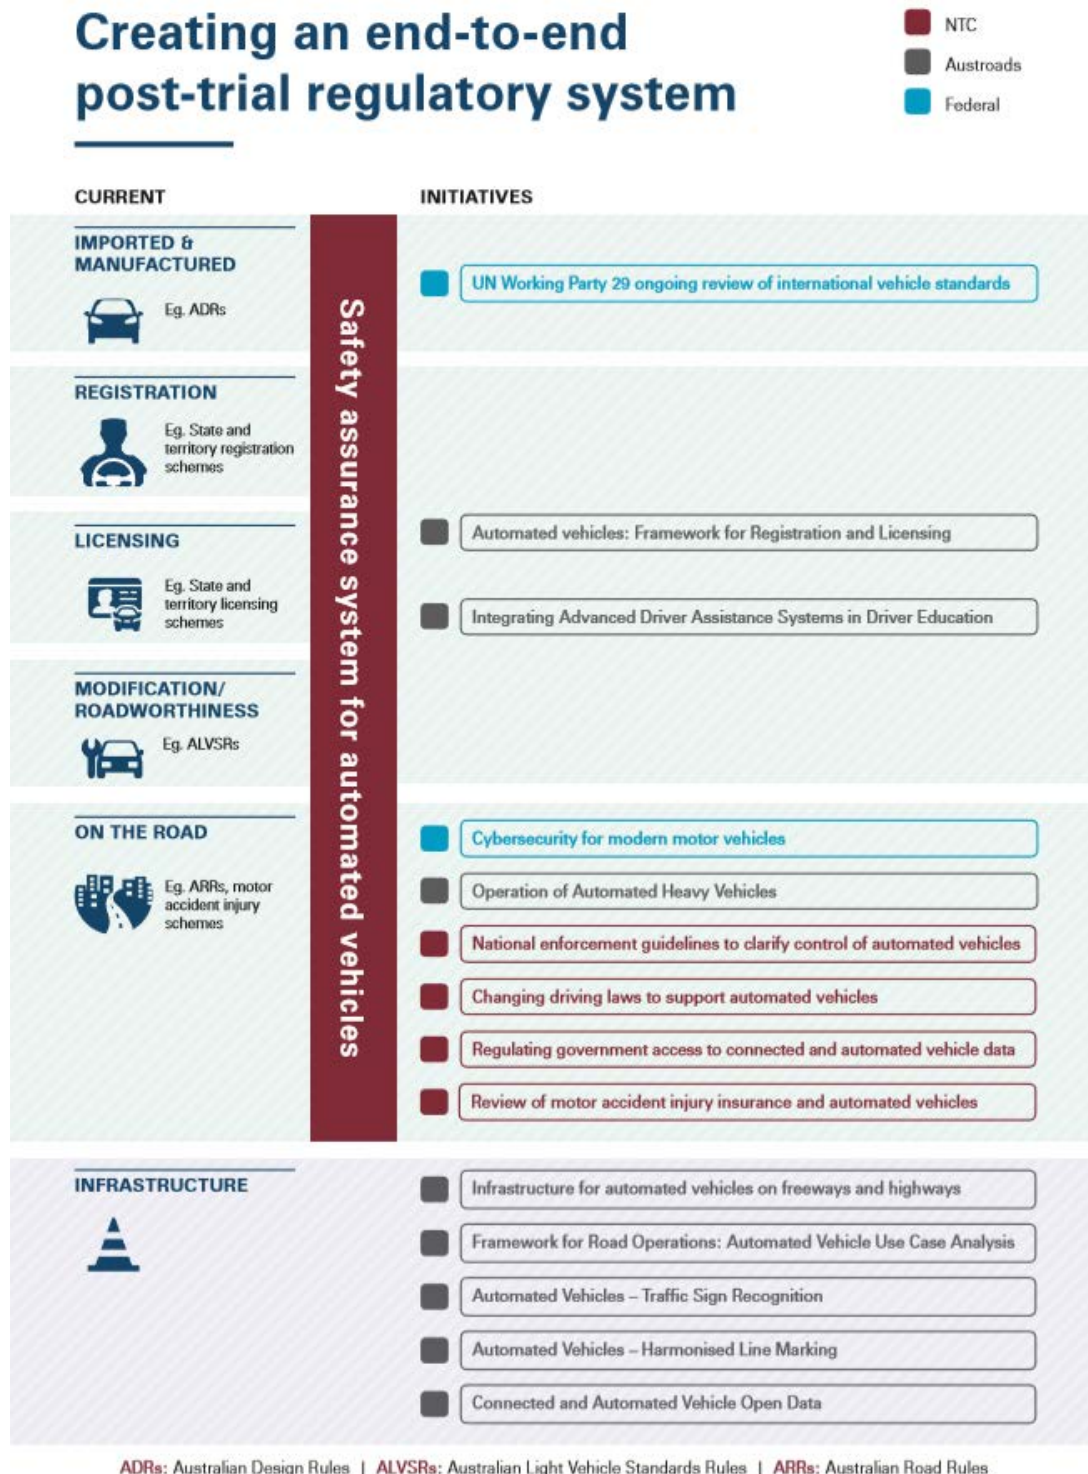 Creating an end-to-end
post-trial regulatory system
NTC
Austroads
Federal
CURRENT
INITIATIVES
IMPORTED &
MANUFACTURED
Eg. ADRs
REGISTRATION
Eg. State and
territory registration
schemes
LICENSING
Eg. State and
territory licensing
schemes
MODIFICATION/
ROADWORTHINESS
Eg. ALVSRs
ON THE ROAD
Eg. ARRs, motor
accident injury
schemes
Safety assurance system for automated vehicles
UN Working Party 29 ongoing review of international vehicle standards
Automated vehicles: Framework for Registration and Licensing
Integrating Advanced Driver Assistance Systems in Driver Education
Cybersecurity for modern motor vehicles
Operation of Automated Heavy Vehicles
National enforcement guidelines to clarify control of automated vehicles
Changing driving laws to support automated vehicles
Regulating government access to connected and automated vehicle data
Review of motor accident injury insurance and automated vehicles
INFRASTRUCTURE
Infrastructure for automated vehicles on freeways and highways
Framework for Road Operations: Automated Vehicle Use Case Analysis
Automated Vehicles – Traffic Sign Recognition
Automated Vehicles – Harmonised Line Marking
Connected and Automated Vehicle Open Data
ADRs: Australian Design Rules | ALVSRs: Australian Light Vehicle Standards Rules | ARRs: Australian Road Rules